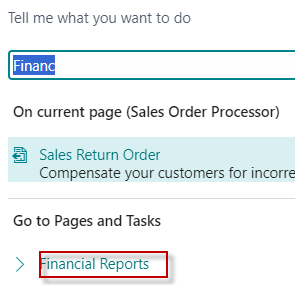 Tell me what you want to do
Financ
On current page (Sales Order Processor)
Sales Return Order
Compensate your customers for incorre
Go to Pages and Tasks
Financial Reports